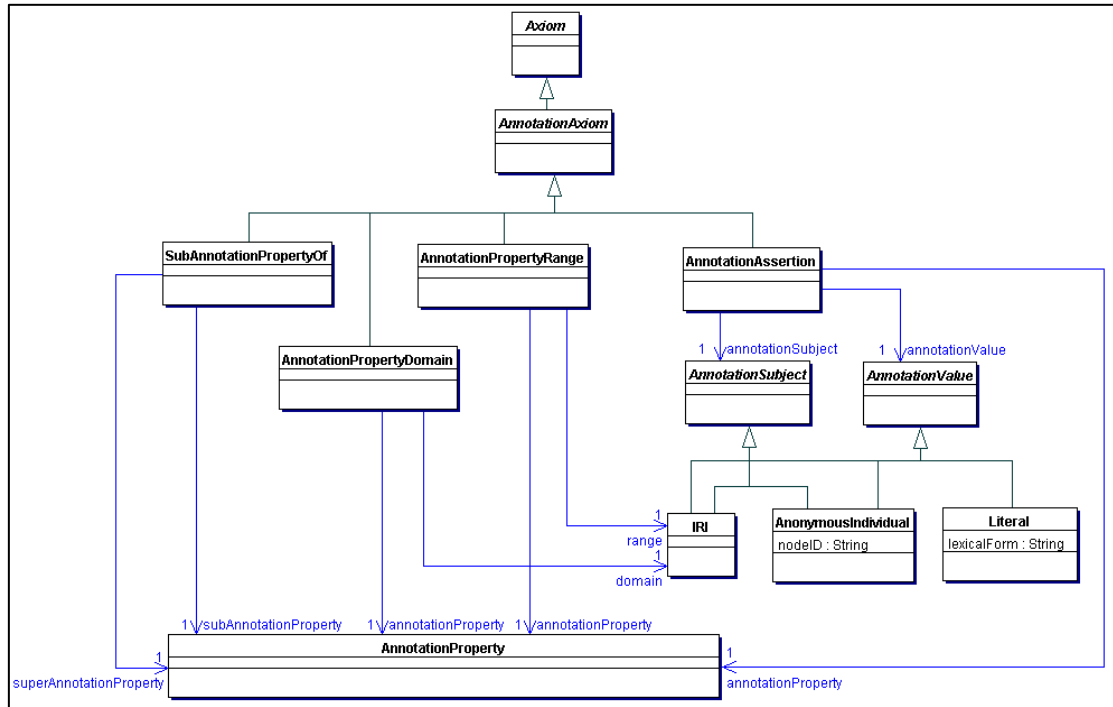 Axiom
AnnotationAxiom
SubAnnotationPropertyOf
AnnotationPropertyRange
AnnotationAssertion
AnnotationPropertyDomain
1 annotationSubject
1 annotationValue
AnnotationSubject
AnnotationValue
1
range
1
domain
IRI
AnonymousIndividual
nodeID : String
Literal
lexicalForm : String
1 subAnnotationProperty
1 annotationProperty
1 annotationProperty
AnnotationProperty
1
superAnnotationProperty
1
annotationProperty